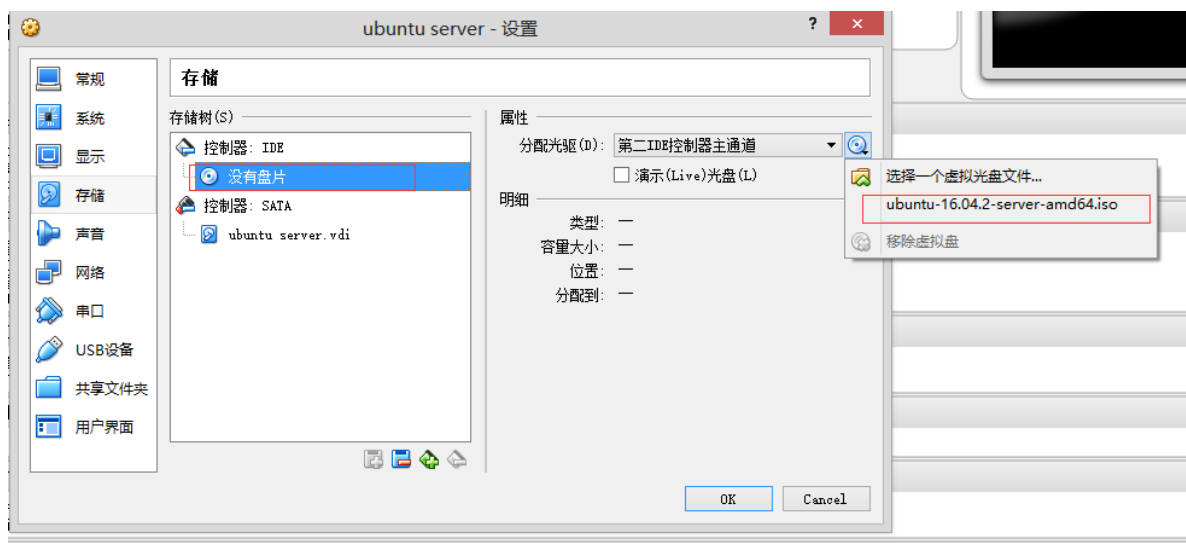 ubuntu server - 设置
?
×
常规
系统
显示
存储
声音
网络
串口
USB设备
共享文件夹
用户界面
存储
存储树(S)
控制器: IDE
没有盘片
控制器: SATA
ubuntu server.vdi
属性
分配光驱(D): 第二IDE控制器主通道
演示(Live)光盘(L)
明细
类型: —
容量大小: —
位置: —
分配到: —
选择一个虚拟光盘文件...
ubuntu-16.04.2-server-amd64.iso
移除虚拟盘
OK
Cancel